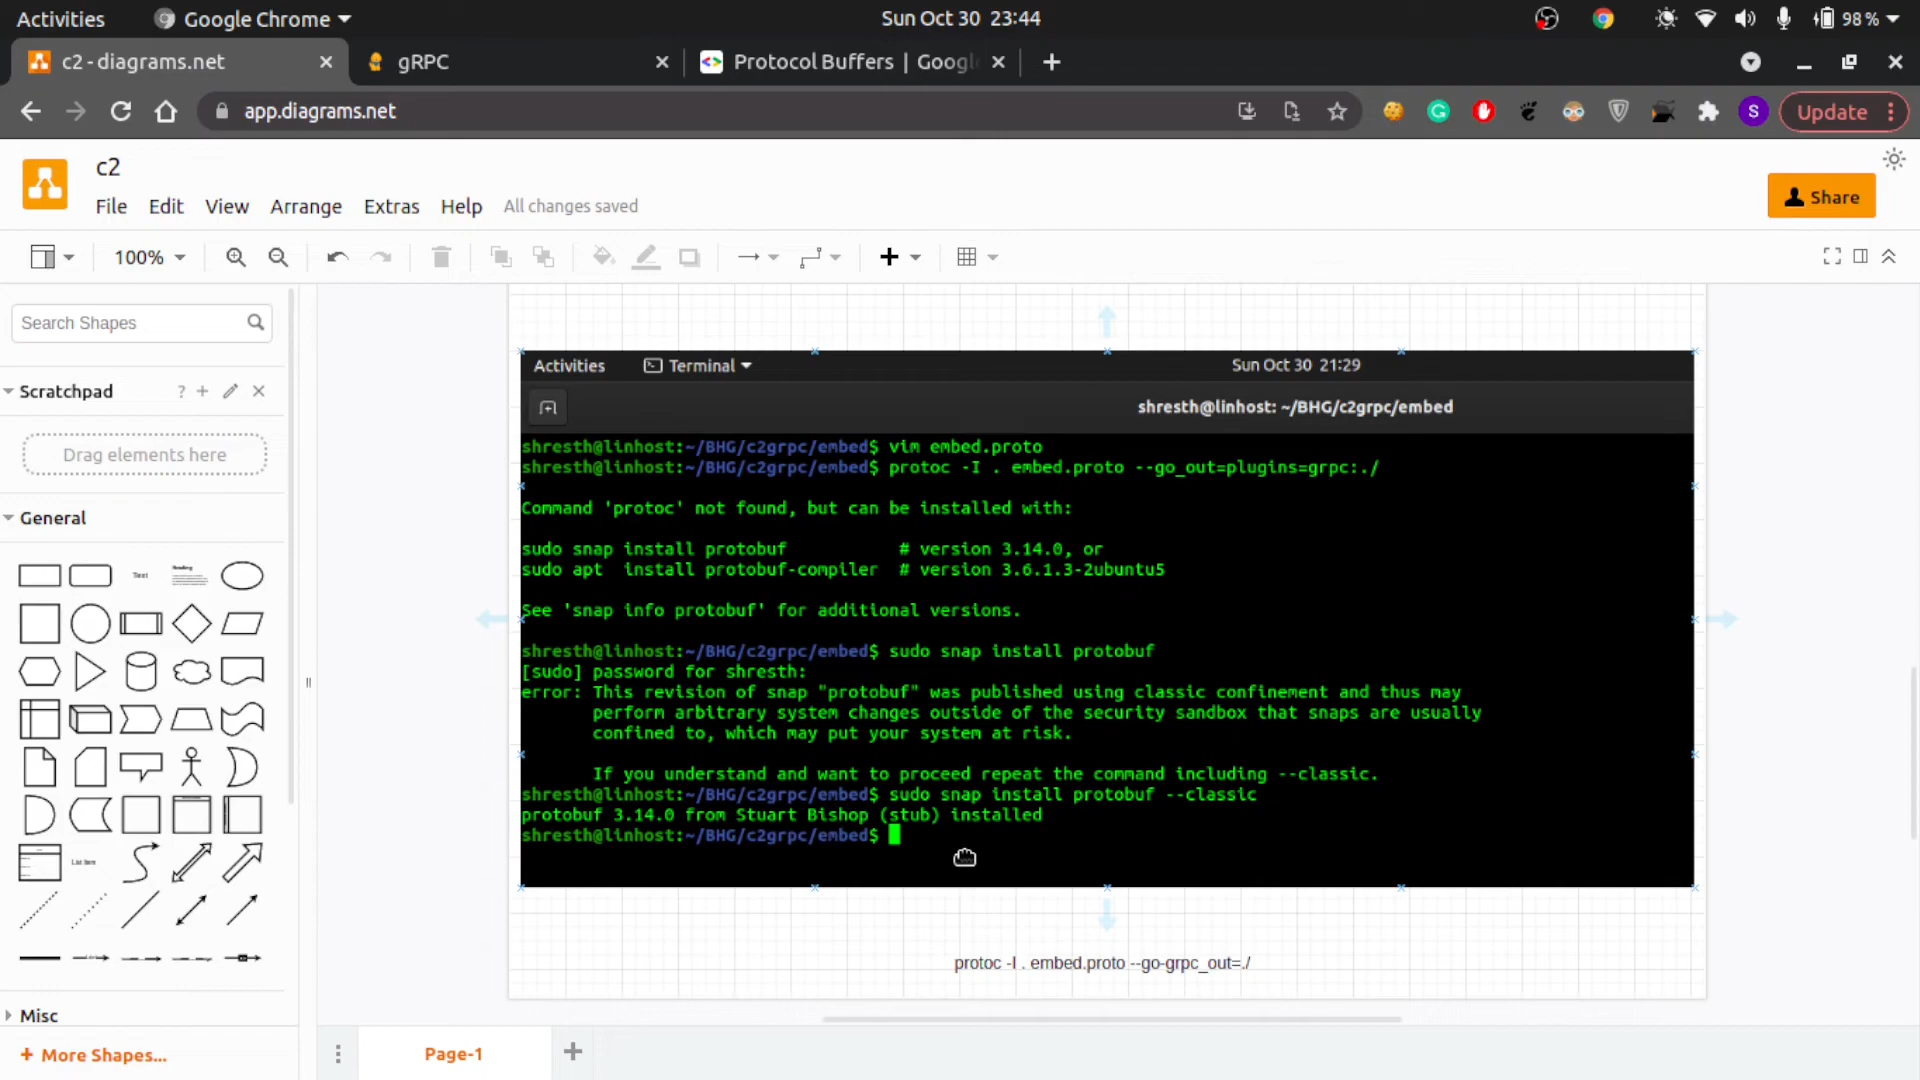 Activities
Google Chrome
Sun Oct 30 23:44
98 %
c2 - diagrams.net
gRPC
Protocol Buffers | Googl
app.diagrams.net
S
Update
c2
File Edit View Arrange Extras Help All changes saved
Share
100%
Search Shapes
Scratchpad
?
Drag elements here
General
Text
Heading
List Item
Misc
+ More Shapes...
Activities
Terminal
Sun Oct 30 21:29
shresth@linhost: ~/BHG/c2grpc/embed
shresth@linhost:~/BHG/c2grpc/embed$ vim embed.proto
shresth@linhost:~/BHG/c2grpc/embed$ protoc -I . embed.proto --go_out=plugins=grpc:./
Command 'protoc' not found, but can be installed with:
sudo snap install protobuf # version 3.14.0, or
sudo apt install protobuf-compiler # version 3.6.1.3-2ubuntu5
See 'snap info protobuf' for additional versions.
shresth@linhost:~/BHG/c2grpc/embed$ sudo snap install protobuf
[sudo] password for shresth:
error: This revision of snap "protobuf" was published using classic confinement and thus may
perform arbitrary system changes outside of the security sandbox that snaps are usually
confined to, which may put your system at risk.
If you understand and want to proceed repeat the command including --classic.
shresth@linhost:~/BHG/c2grpc/embed$ sudo snap install protobuf --classic
protobuf 3.14.0 from Stuart Bishop (stub) installed
shresth@linhost:~/BHG/c2grpc/embed$
protoc -I . embed.proto --go-grpc_out=./
Page-1